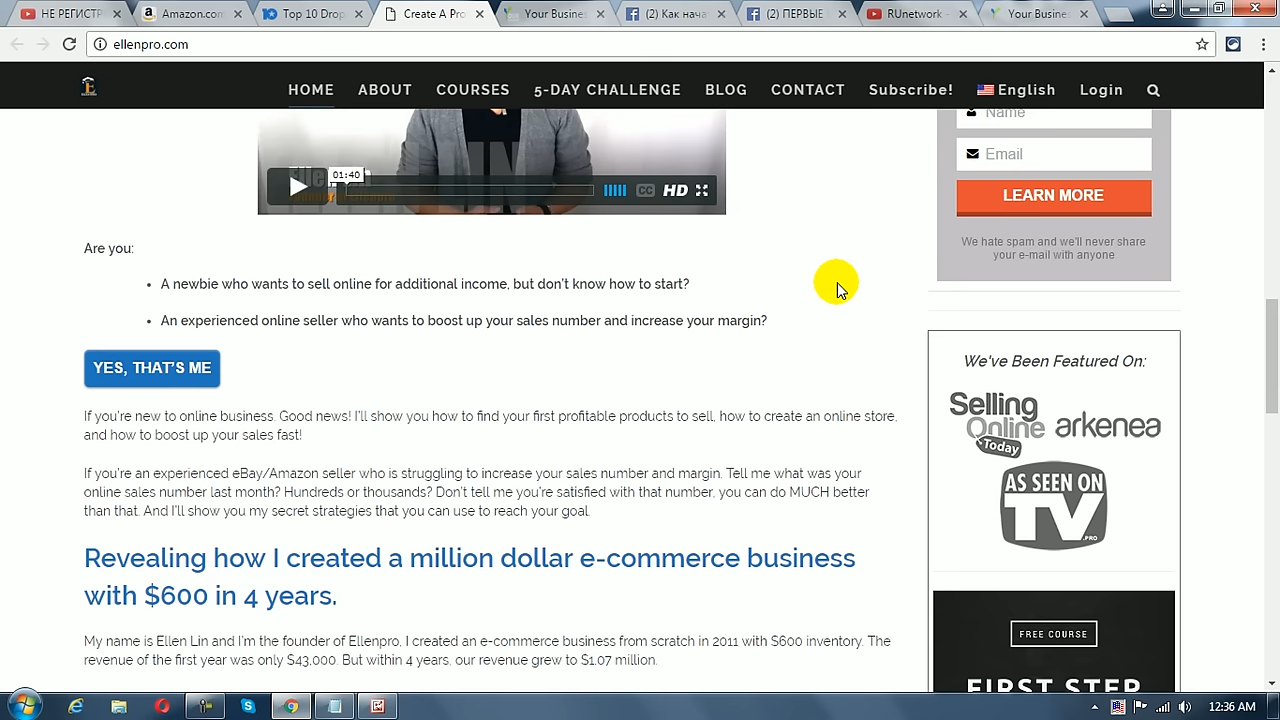 НЕ РЕГИСТР
Amazon.com
Top 10 Drop
Create A Pro
Your Busine
(2) Как нача
(2) ПЕРВЫЕ
RUnetwork -
Your Busine
ellenpro.com
HOME ABOUT COURSES 5-DAY CHALLENGE BLOG CONTACT Subscribe! English Login
Name
Email
LEARN MORE
We hate spam and we'll never share
your e-mail with anyone
01:40
CC HD
Are you:
• A newbie who wants to sell online for additional income, but don't know how to start?
• An experienced online seller who wants to boost up your sales number and increase your margin?
YES, THAT'S ME
If you're new to online business. Good news! I'll show you how to find your first profitable products to sell, how to create an online store,
and how to boost up your sales fast!
If you're an experienced eBay/Amazon seller who is struggling to increase your sales number and margin. Tell me what was your
online sales number last month? Hundreds or thousands? Don't tell me you're satisfied with that number, you can do MUCH better
than that. And I'll show you my secret strategies that you can use to reach your goal.
Revealing how I created a million dollar e-commerce business
with $600 in 4 years.
My name is Ellen Lin and I'm the founder of Ellenpro, I created an e-commerce business from scratch in 2011 with $600 inventory. The
revenue of the first year was only $43,000. But within 4 years, our revenue grew to $1.07 million.
We've Been Featured On:
Selling
Online
Today
arkenea
AS SEEN ON
TV
.PRO
FREE COURSE
FIRST STEP
12:36 AM